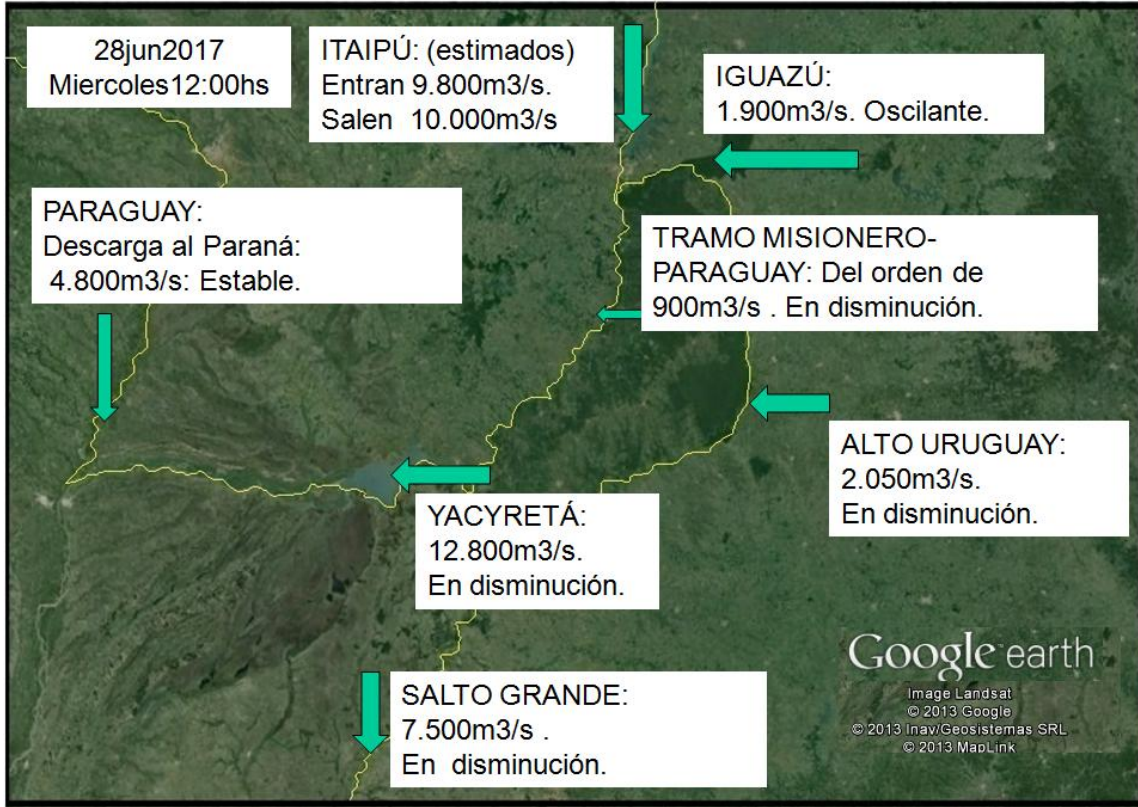 28jun2017
Miercoles12:00hs
ITAIPÚ: (estimados)
Entran 9.800m3/s.
Salen 10.000m3/s
IGUAZÚ:
1.900m3/s. Oscilante.
PARAGUAY:
Descarga al Paraná:
4.800m3/s: Estable.
TRAMO MISIONERO-
PARAGUAY: Del orden de
900m3/s . En disminución.
ALTO URUGUAY:
2.050m3/s.
En disminución.
YACYRETÁ:
12.800m3/s.
En disminución.
SALTO GRANDE:
7.500m3/s .
En disminución.
Google earth
Image Landsat
© 2013 Google
© 2013 Inav/Geosistemas SRL
© 2013 MapLink